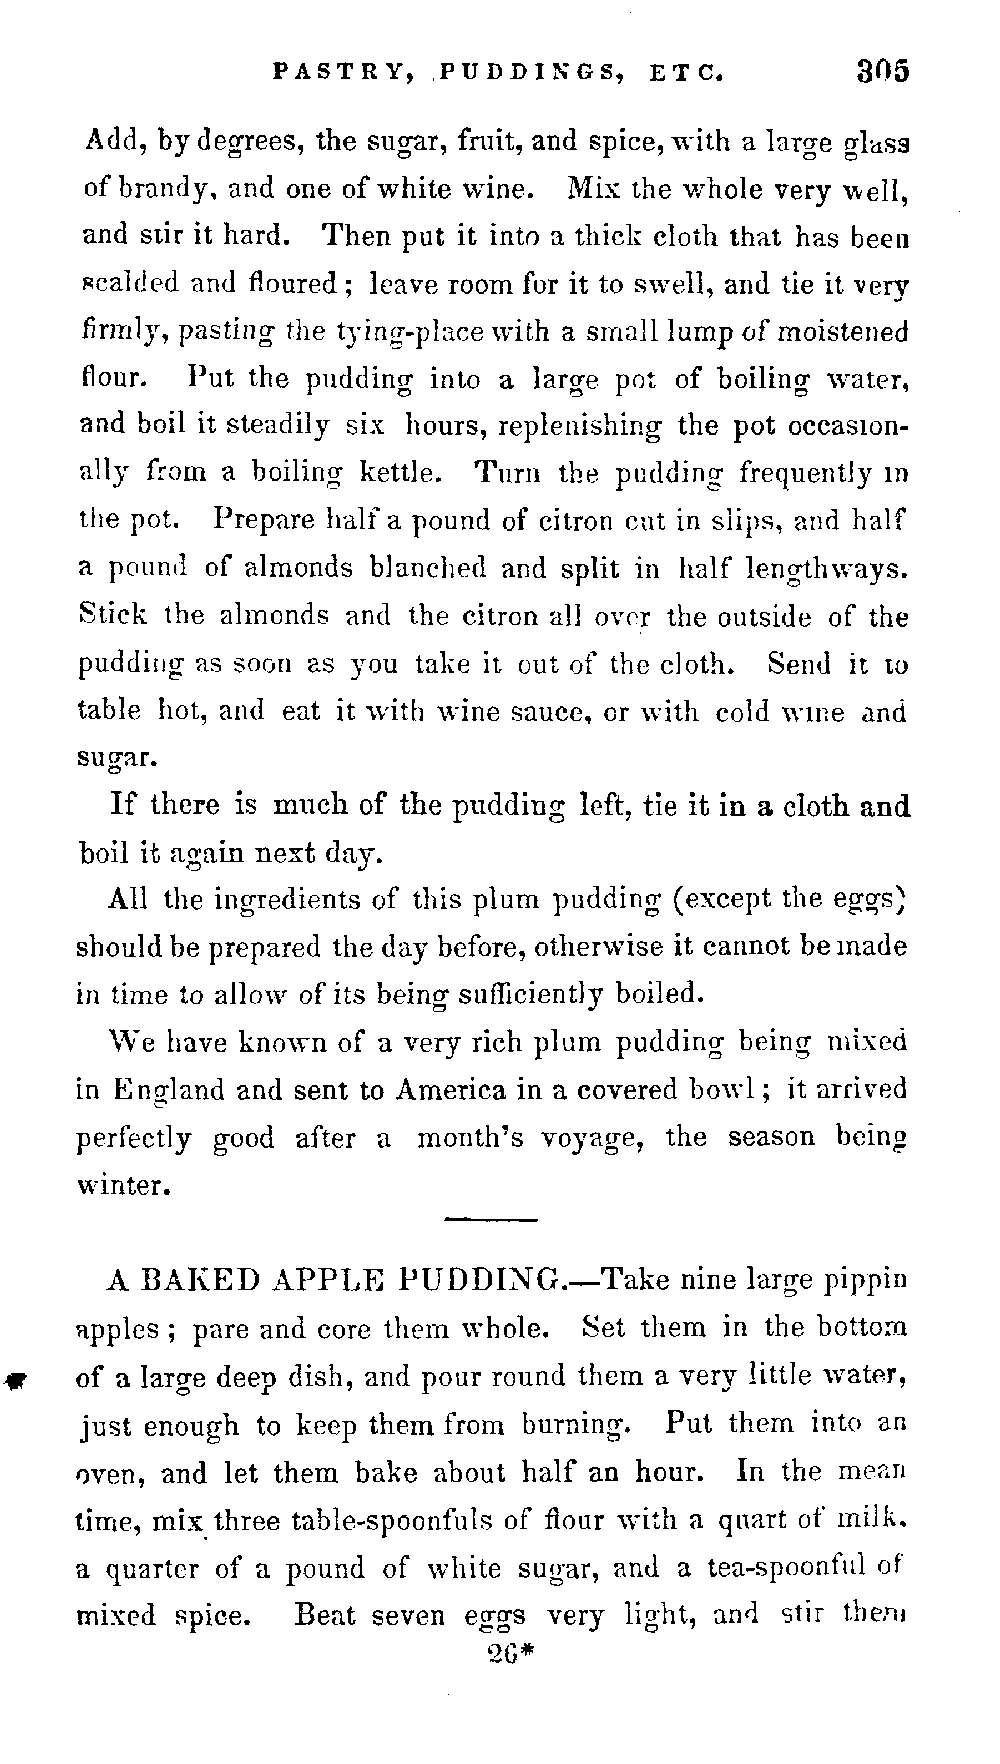 PASTRY, PUDDINGS, ETC. 305
Add, by degrees, the sugar, fruit, and spice, with a large glass
of brandy, and one of white wine. Mix the whole very well,
and stir it hard. Then put it into a thick cloth that has been
scalded and floured; leave room for it to swell, and tie it very
firmly, pasting the tying-place with a small lump of moistened
flour. Put the pudding into a large pot of boiling water,
and boil it steadily six hours, replenishing the pot occasion-
ally from a boiling kettle. Turn the pudding frequently in
the pot. Prepare half a pound of citron cut in slips, and half
a pound of almonds blanched and split in half lengthways.
Stick the almonds and the citron all over the outside of the
pudding as soon as you take it out of the cloth. Send it to
table hot, and eat it with wine sauce, or with cold wine and
sugar.
If there is much of the pudding left, tie it in a cloth and
boil it again next day.
All the ingredients of this plum pudding (except the eggs)
should be prepared the day before, otherwise it cannot be made
in time to allow of its being sufficiently boiled.
We have known of a very rich plum pudding being mixed
in England and sent to America in a covered bowl; it arrived
perfectly good after a month's voyage, the season being
winter.
A BAKED APPLE PUDDING.—Take nine large pippin
apples; pare and core them whole. Set them in the bottom
of a large deep dish, and pour round them a very little water,
just enough to keep them from burning. Put them into an
oven, and let them bake about half an hour. In the mean
time, mix three table-spoonfuls of flour with a quart of milk,
a quarter of a pound of white sugar, and a tea-spoonful of
mixed spice. Beat seven eggs very light, and stir them
26*